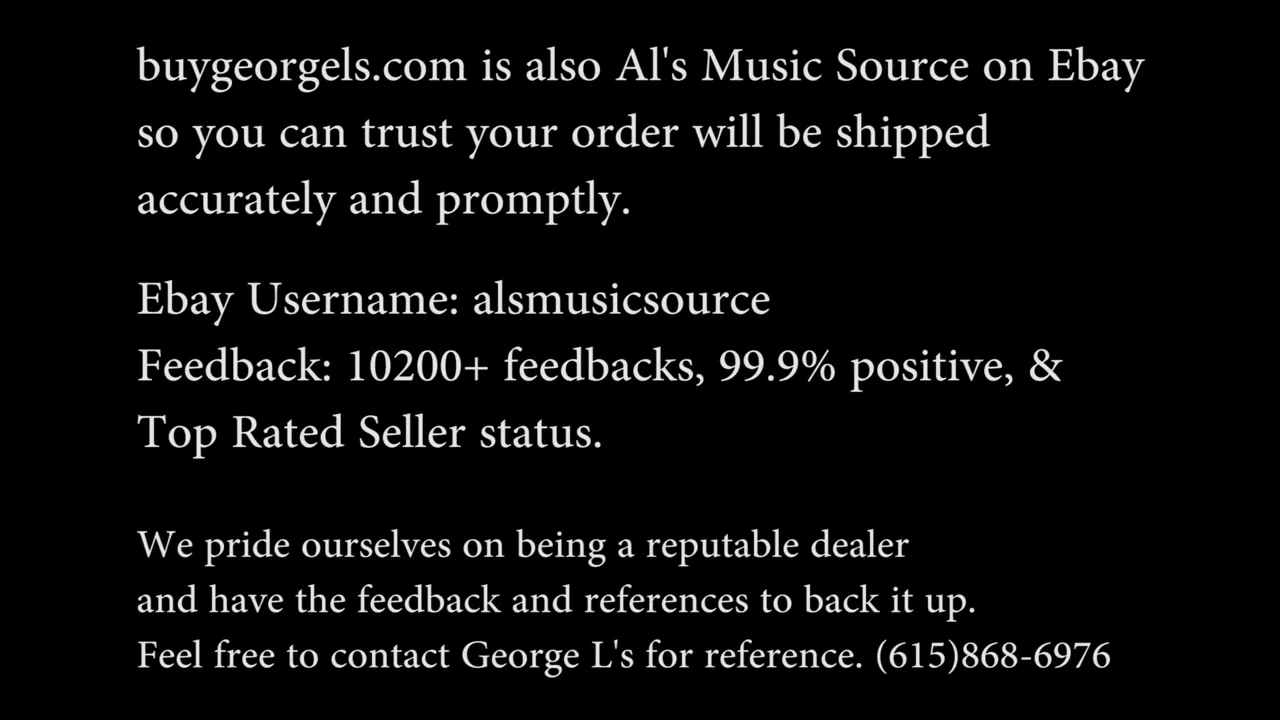 buygeorgels.com is also Al's Music Source on Ebay
so you can trust your order will be shipped
accurately and promptly.
Ebay Username: alsmusicsource
Feedback: 10200+ feedbacks, 99.9% positive, &
Top Rated Seller status.
We pride ourselves on being a reputable dealer
and have the feedback and references to back it up.
Feel free to contact George L's for reference. (615)868-6976